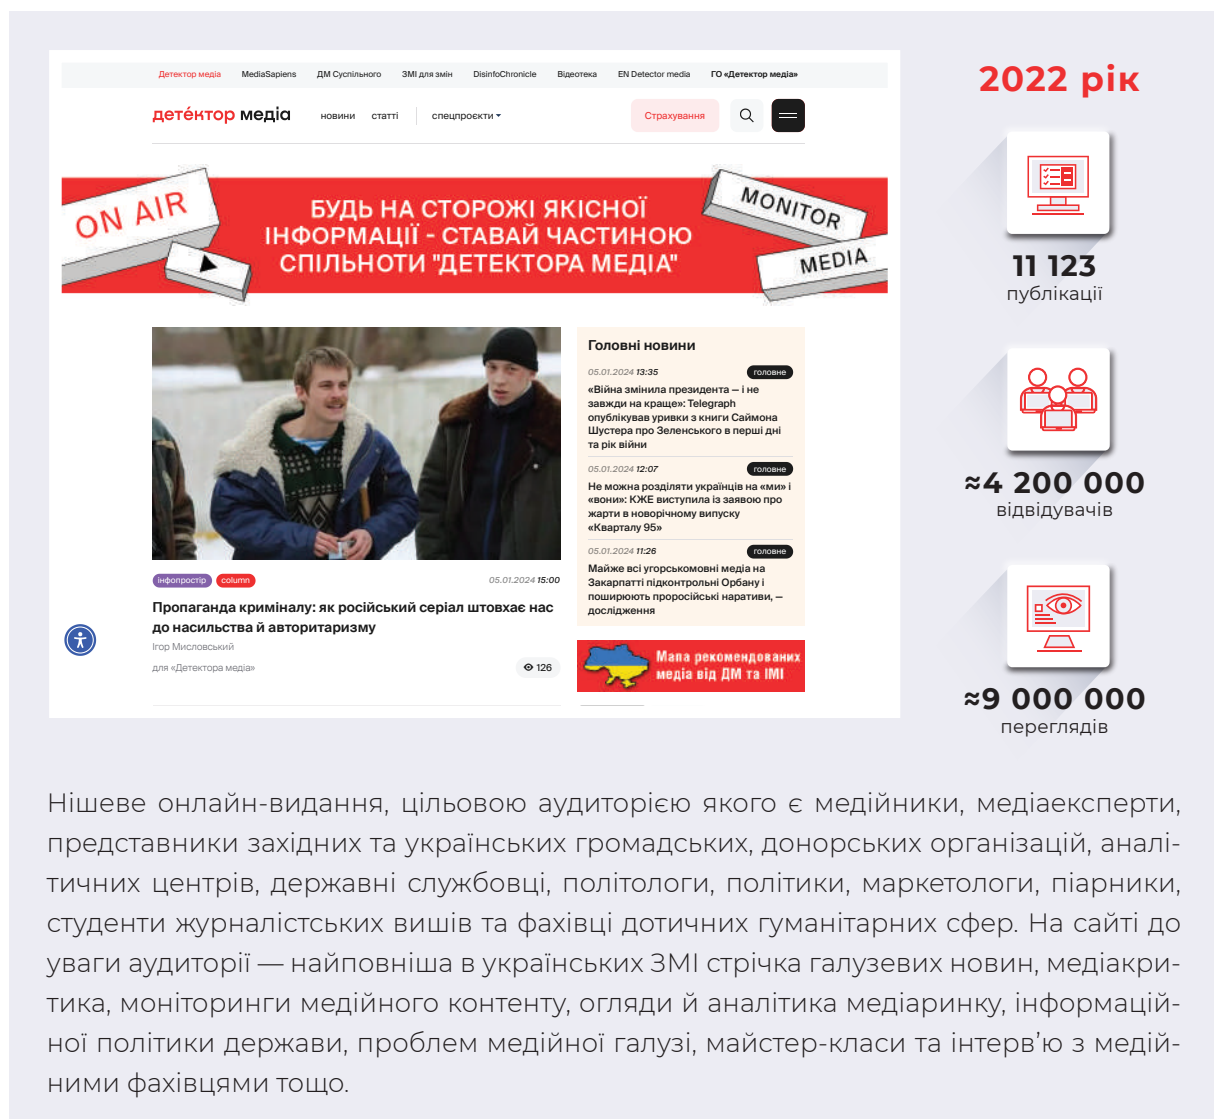 Детектор медіа MediaSapiens ДМ Суспільного ЗМІ для змін DisinfoChronicle Відеотека EN Detector media ГО «Детектор медіа»
дете́ктор медіа новини статті спецпроєкти Страхування
ON AIR
БУДЬ НА СТОРОЖІ ЯКІСНОЇ
ІНФОРМАЦІЇ - СТАВАЙ ЧАСТИНОЮ
СПІЛЬНОТИ "ДЕТЕКТОРА МЕДІА"
MONITOR
MEDIA
інфопростір column 05.01.2024 15:00
Пропаганда криміналу: як російський серіал штовхає нас
до насильства й авторитаризму
Ігор Мисловський
для «Детектора медіа» 126
Головні новини
05.01.2024 13:35 головне
«Війна змінила президента – і не
завжди на краще»: Telegraph
опублікував уривки з книги Саймона
Шустера про Зеленського в перші дні
та рік війни
05.01.2024 12:07 головне
Не можна розділяти українців на «ми» і
«вони»: КЖЕ виступила із заявою про
жарти в новорічному випуску
«Кварталу 95»
05.01.2024 11:26 головне
Майже всі угорськомовні медіа на
Закарпатті підконтрольні Орбану і
поширюють проросійські наративи, –
дослідження
Мапа рекомендованих
медіа від ДМ та ІМІ
2022 рік
11 123
публікації
≈4 200 000
відвідувачів
≈9 000 000
переглядів
Нішеве онлайн-видання, цільовою аудиторією якого є медійники, медіаексперти,
представники західних та українських громадських, донорських організацій, аналі-
тичних центрів, державні службовці, політологи, політики, маркетологи, піарники,
студенти журналістських вишів та фахівці дотичних гуманітарних сфер. На сайті до
уваги аудиторії — найповніша в українських ЗМІ стрічка галузевих новин, медіакри-
тика, моніторинги медійного контенту, огляди й аналітика медіаринку, інформацій-
ної політики держави, проблем медійної галузі, майстер-класи та інтерв’ю з медій-
ними фахівцями тощо.